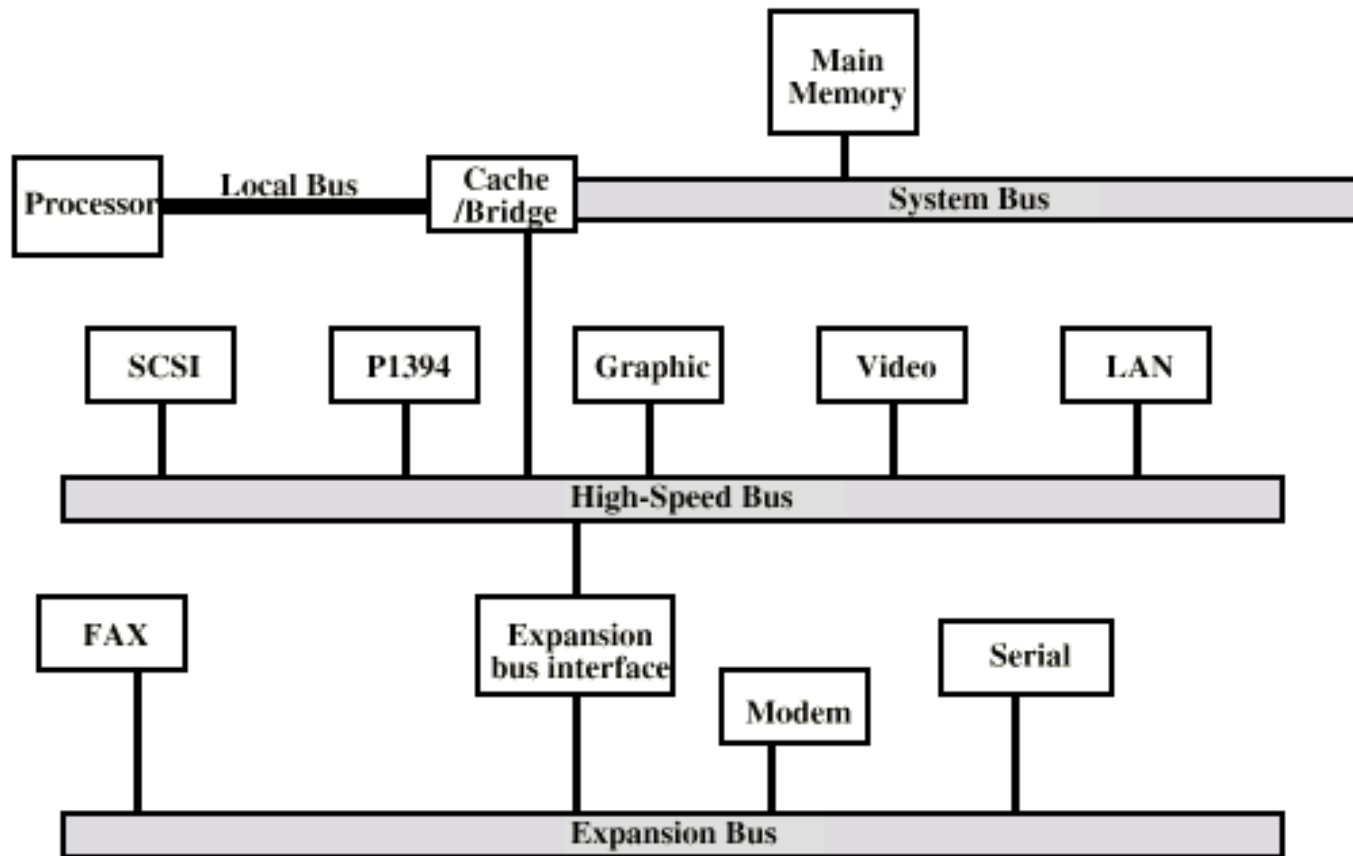 Main
Memory
Processor
Local Bus
Cache
/Bridge
System Bus
SCSI
P1394
Graphic
Video
LAN
High-Speed Bus
FAX
Expansion
bus interface
Modem
Serial
Expansion Bus